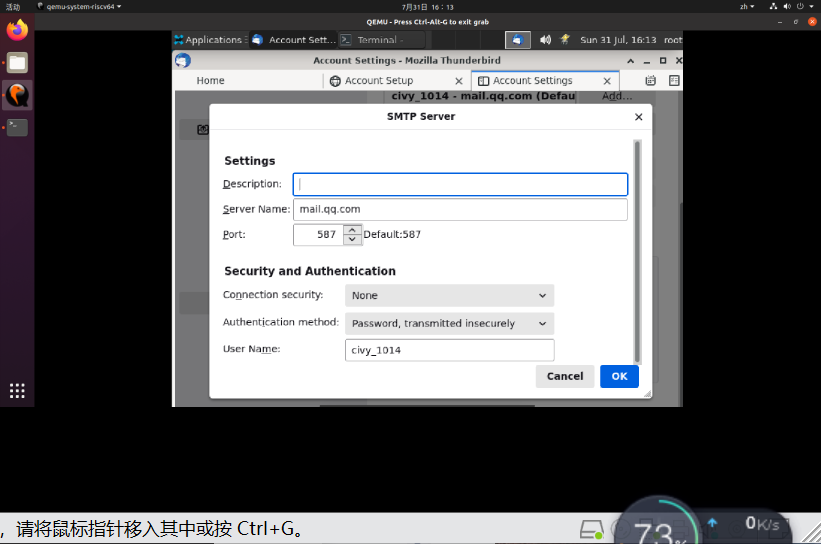 活动 qemu-system-riscv64 7月31日 16:13 zh
QEMU - Press Ctrl-Alt-G to exit grab
Applications Account Sett... Terminal - Sun 31 Jul, 16:13 root
Account Settings - Mozilla Thunderbird
Home Account Setup Account Settings
civy_1014 - mail.qq.com (Defau Add...
SMTP Server
Settings
Description:
Server Name: mail.qq.com
Port: 587 Default:587
Security and Authentication
Connection security: None
Authentication method: Password, transmitted insecurely
User Name: civy_1014
Cancel OK
，请将鼠标指针移入其中或按 Ctrl+G。
73%
0K/s